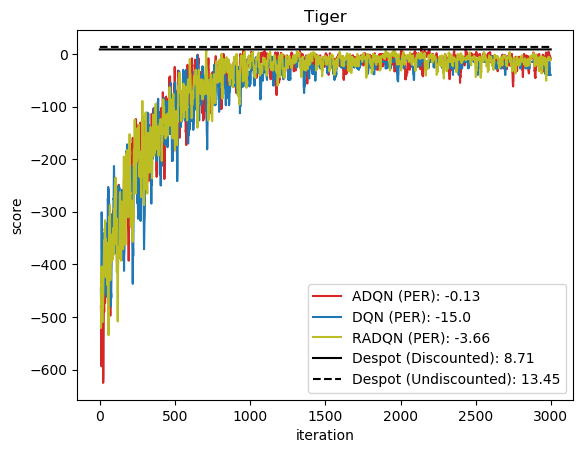 Tiger
score
0
−100
−200
−300
−400
−500
−600
ADQN (PER): -0.13
DQN (PER): -15.0
RADQN (PER): -3.66
Despot (Discounted): 8.71
Despot (Undiscounted): 13.45
0 500 1000 1500 2000 2500 3000
iteration